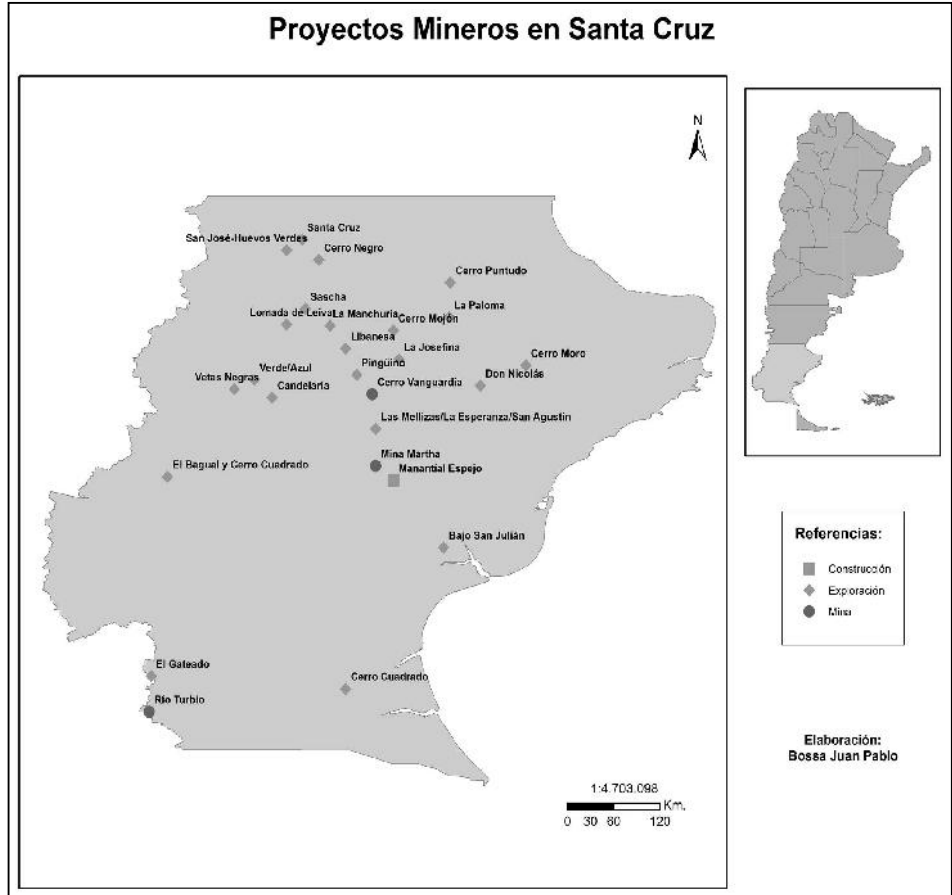 Proyectos Mineros en Santa Cruz
N
Santa Cruz
San José-Huevos Verdes
Cerro Negro
Cerro Puntudo
Sascha
La Paloma
Lomada de Leiva
La Manchuria
Cerro Mojón
Libanesa
La Josefina
Cerro Moro
Pingüino
Verde/Azul
Don Nicolás
Vetas Negras
Candelaria
Cerro Vanguardia
Las Mellizas/La Esperanza/San Agustín
Mina Martha
El Bagual y Cerro Cuadrado
Manantial Espejo
Bajo San Julián
El Gateado
Cerro Cuadrado
Río Turbio
1:4.703.098
Km.
0 30 60 120
Referencias:
Construcción
Exploración
Mina
Elaboración:
Bossa Juan Pablo